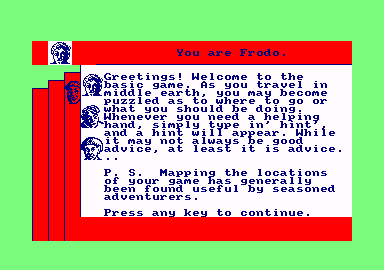 You are Frodo.
Greetings! Welcome to the
basic game. As you travel in
middle earth, you may become
puzzled as to where to go or
what you should be doing.
Whenever you need a helping
hand, simply type in' hint'
and a hint will appear. While
it may not always be good
advice, at least it is advice.
..
P. S.  Mapping the locations
of your game has generally
been found useful by seasoned
adventurers.
Press any key to continue.